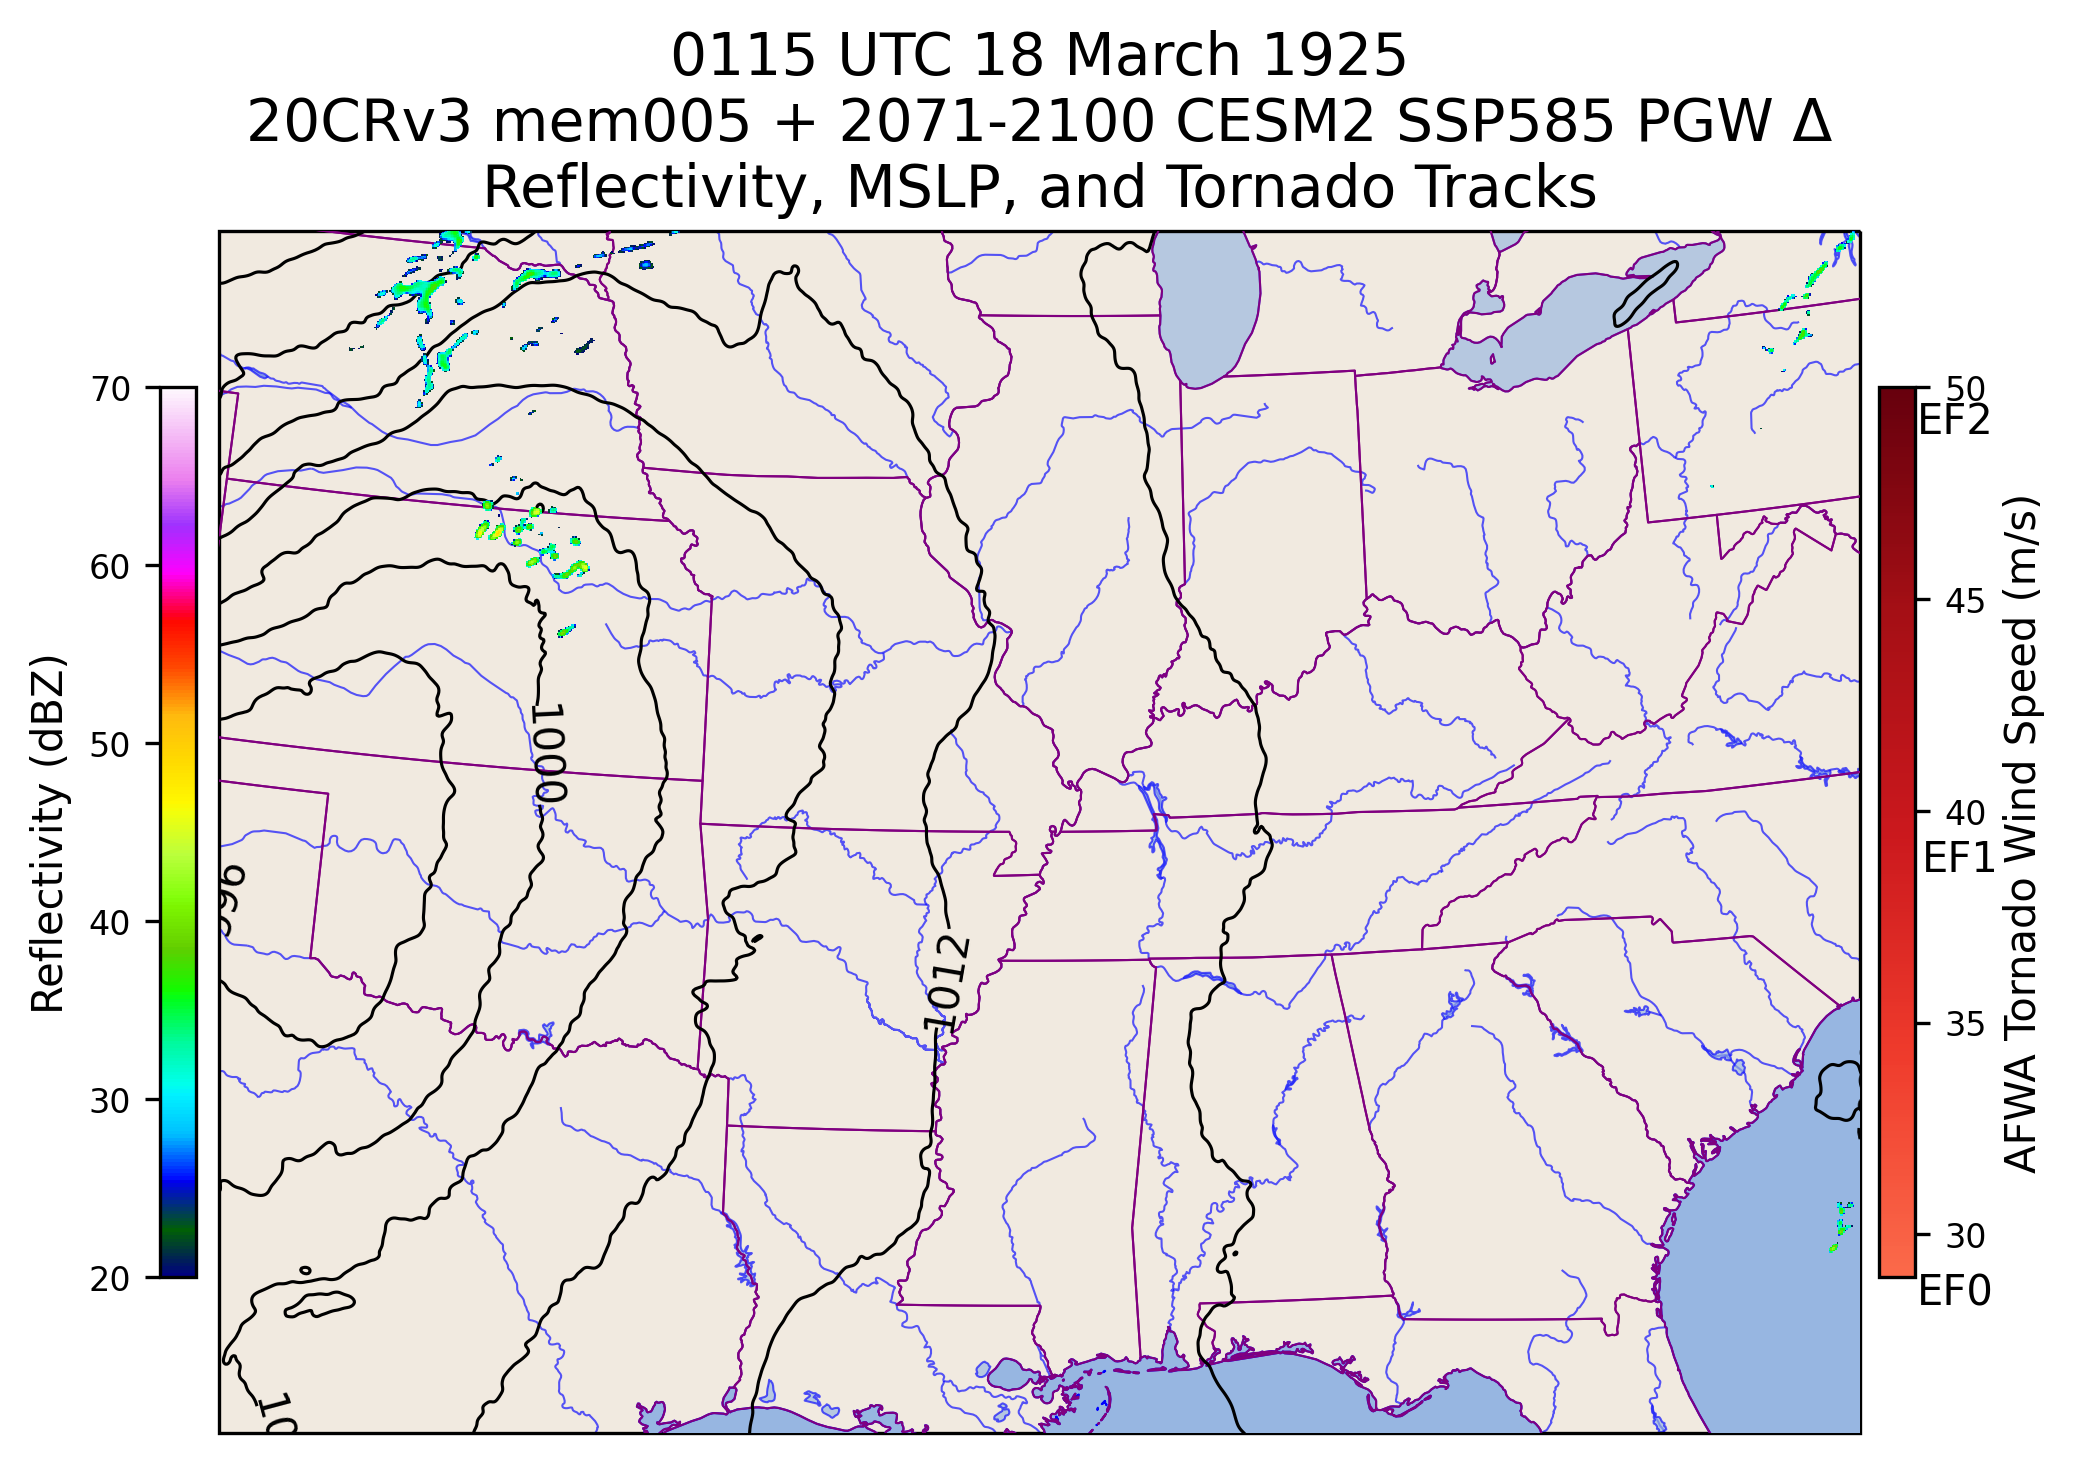 0115 UTC 18 March 1925
20CRv3 mem005 + 2071-2100 CESM2 SSP585 PGW Δ
Reflectivity, MSLP, and Tornado Tracks
70
60
50
40
30
20
Reflectivity (dBZ)
1000
1012
996
10
50
EF2
45
40
EF1
35
30
EF0
AFWA Tornado Wind Speed (m/s)